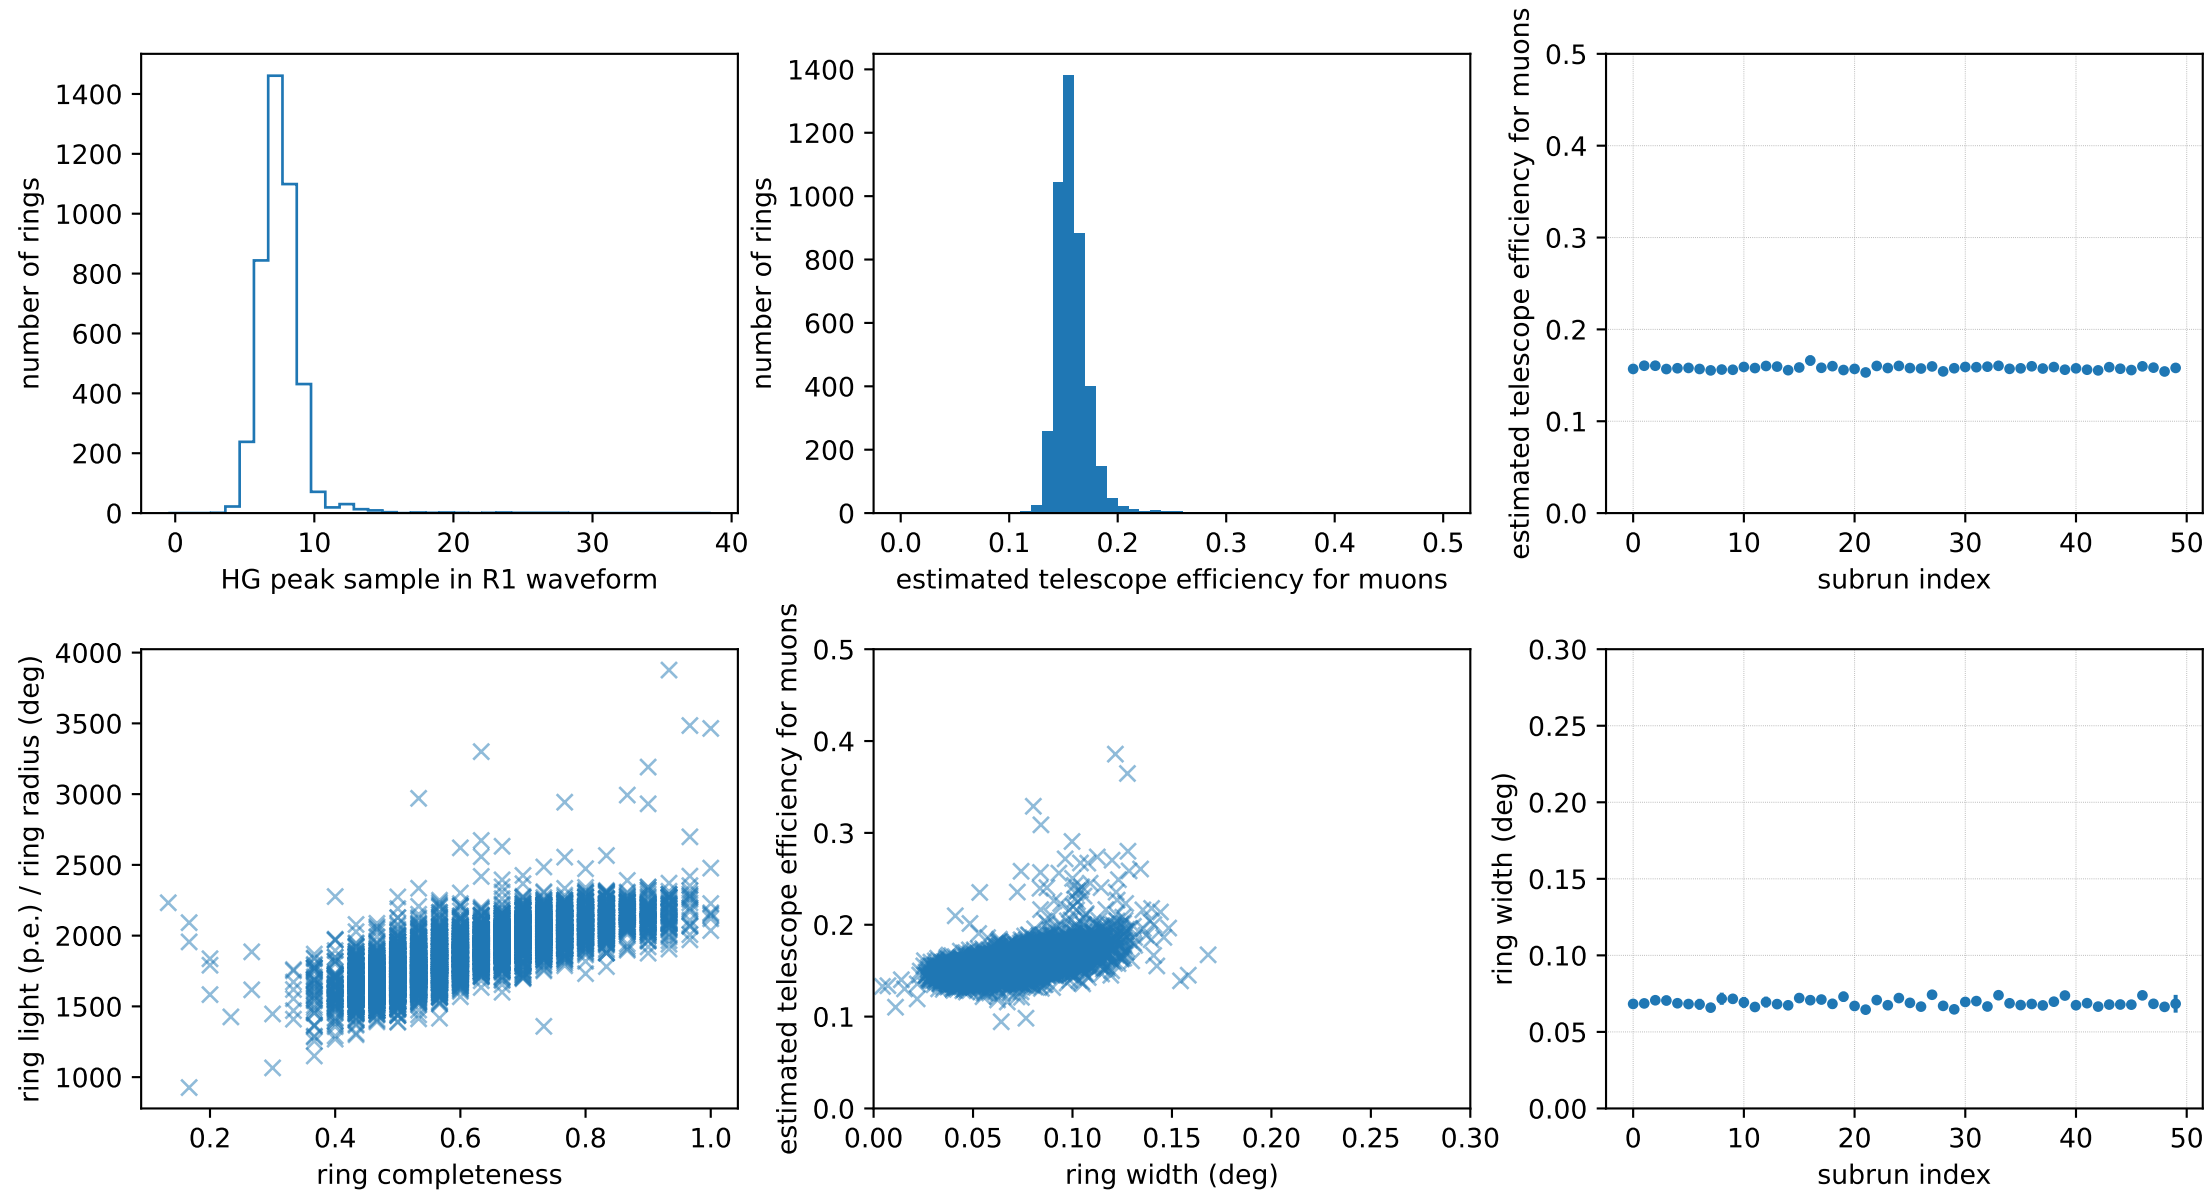 number of rings
1400
1200
1000
800
600
400
200
0
0 10 20 30 40
HG peak sample in R1 waveform
number of rings
1400
1200
1000
800
600
400
200
0
0.0 0.1 0.2 0.3 0.4 0.5
estimated telescope efficiency for muons
estimated telescope efficiency for muons
0.5
0.4
0.3
0.2
0.1
0.0
0 10 20 30 40 50
subrun index
ring light (p.e.) / ring radius (deg)
4000
3500
3000
2500
2000
1500
1000
0.2 0.4 0.6 0.8 1.0
ring completeness
estimated telescope efficiency for muons
0.5
0.4
0.3
0.2
0.1
0.0
0.00 0.05 0.10 0.15 0.20 0.25 0.30
ring width (deg)
ring width (deg)
0.30
0.25
0.20
0.15
0.10
0.05
0.00
0 10 20 30 40 50
subrun index